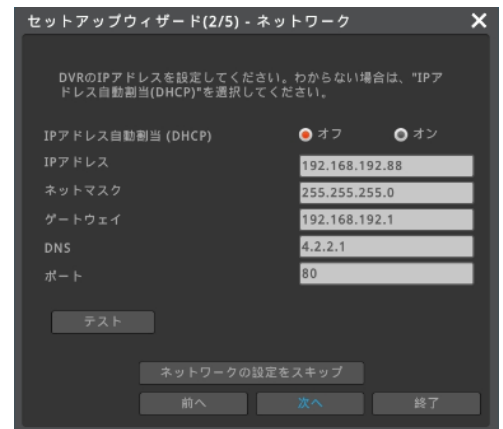 セットアップウィザード(2/5) - ネットワーク
DVRのIPアドレスを設定してください。わからない場合は、"IPア
ドレス自動割当(DHCP)"を選択してください。
IPアドレス自動割当 (DHCP) オフ オン
IPアドレス 192.168.192.88
ネットマスク 255.255.255.0
ゲートウェイ 192.168.192.1
DNS 4.2.2.1
ポート 80
テスト
ネットワークの設定をスキップ
前へ 次へ 終了